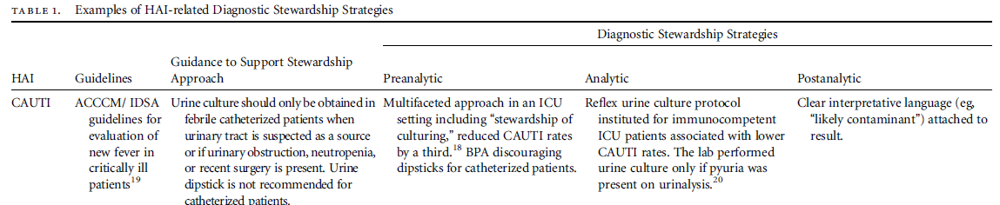 TABLE 1. Examples of HAI-related Diagnostic Stewardship Strategies
Diagnostic Stewardship Strategies
HAI Guidelines Guidance to Support Stewardship Approach Preanalytic Analytic Postanalytic
CAUTI
ACCCM/ IDSA
guidelines for
evaluation of
new fever in
critically ill
patients19
Urine culture should only be obtained in
febrile catheterized patients when
urinary tract is suspected as a source
or if urinary obstruction, neutropenia,
or recent surgery is present. Urine
dipstick is not recommended for
catheterized patients.
Multifaceted approach in an ICU
setting including “stewardship of
culturing,” reduced CAUTI rates
by a third.18 BPA discouraging
dipsticks for catheterized patients.
Reflex urine culture protocol
instituted for immunocompetent
ICU patients associated with lower
CAUTI rates. The lab performed
urine culture only if pyuria was
present on urinalysis.20
Clear interpretative language (eg,
“likely contaminant”) attached to
result.